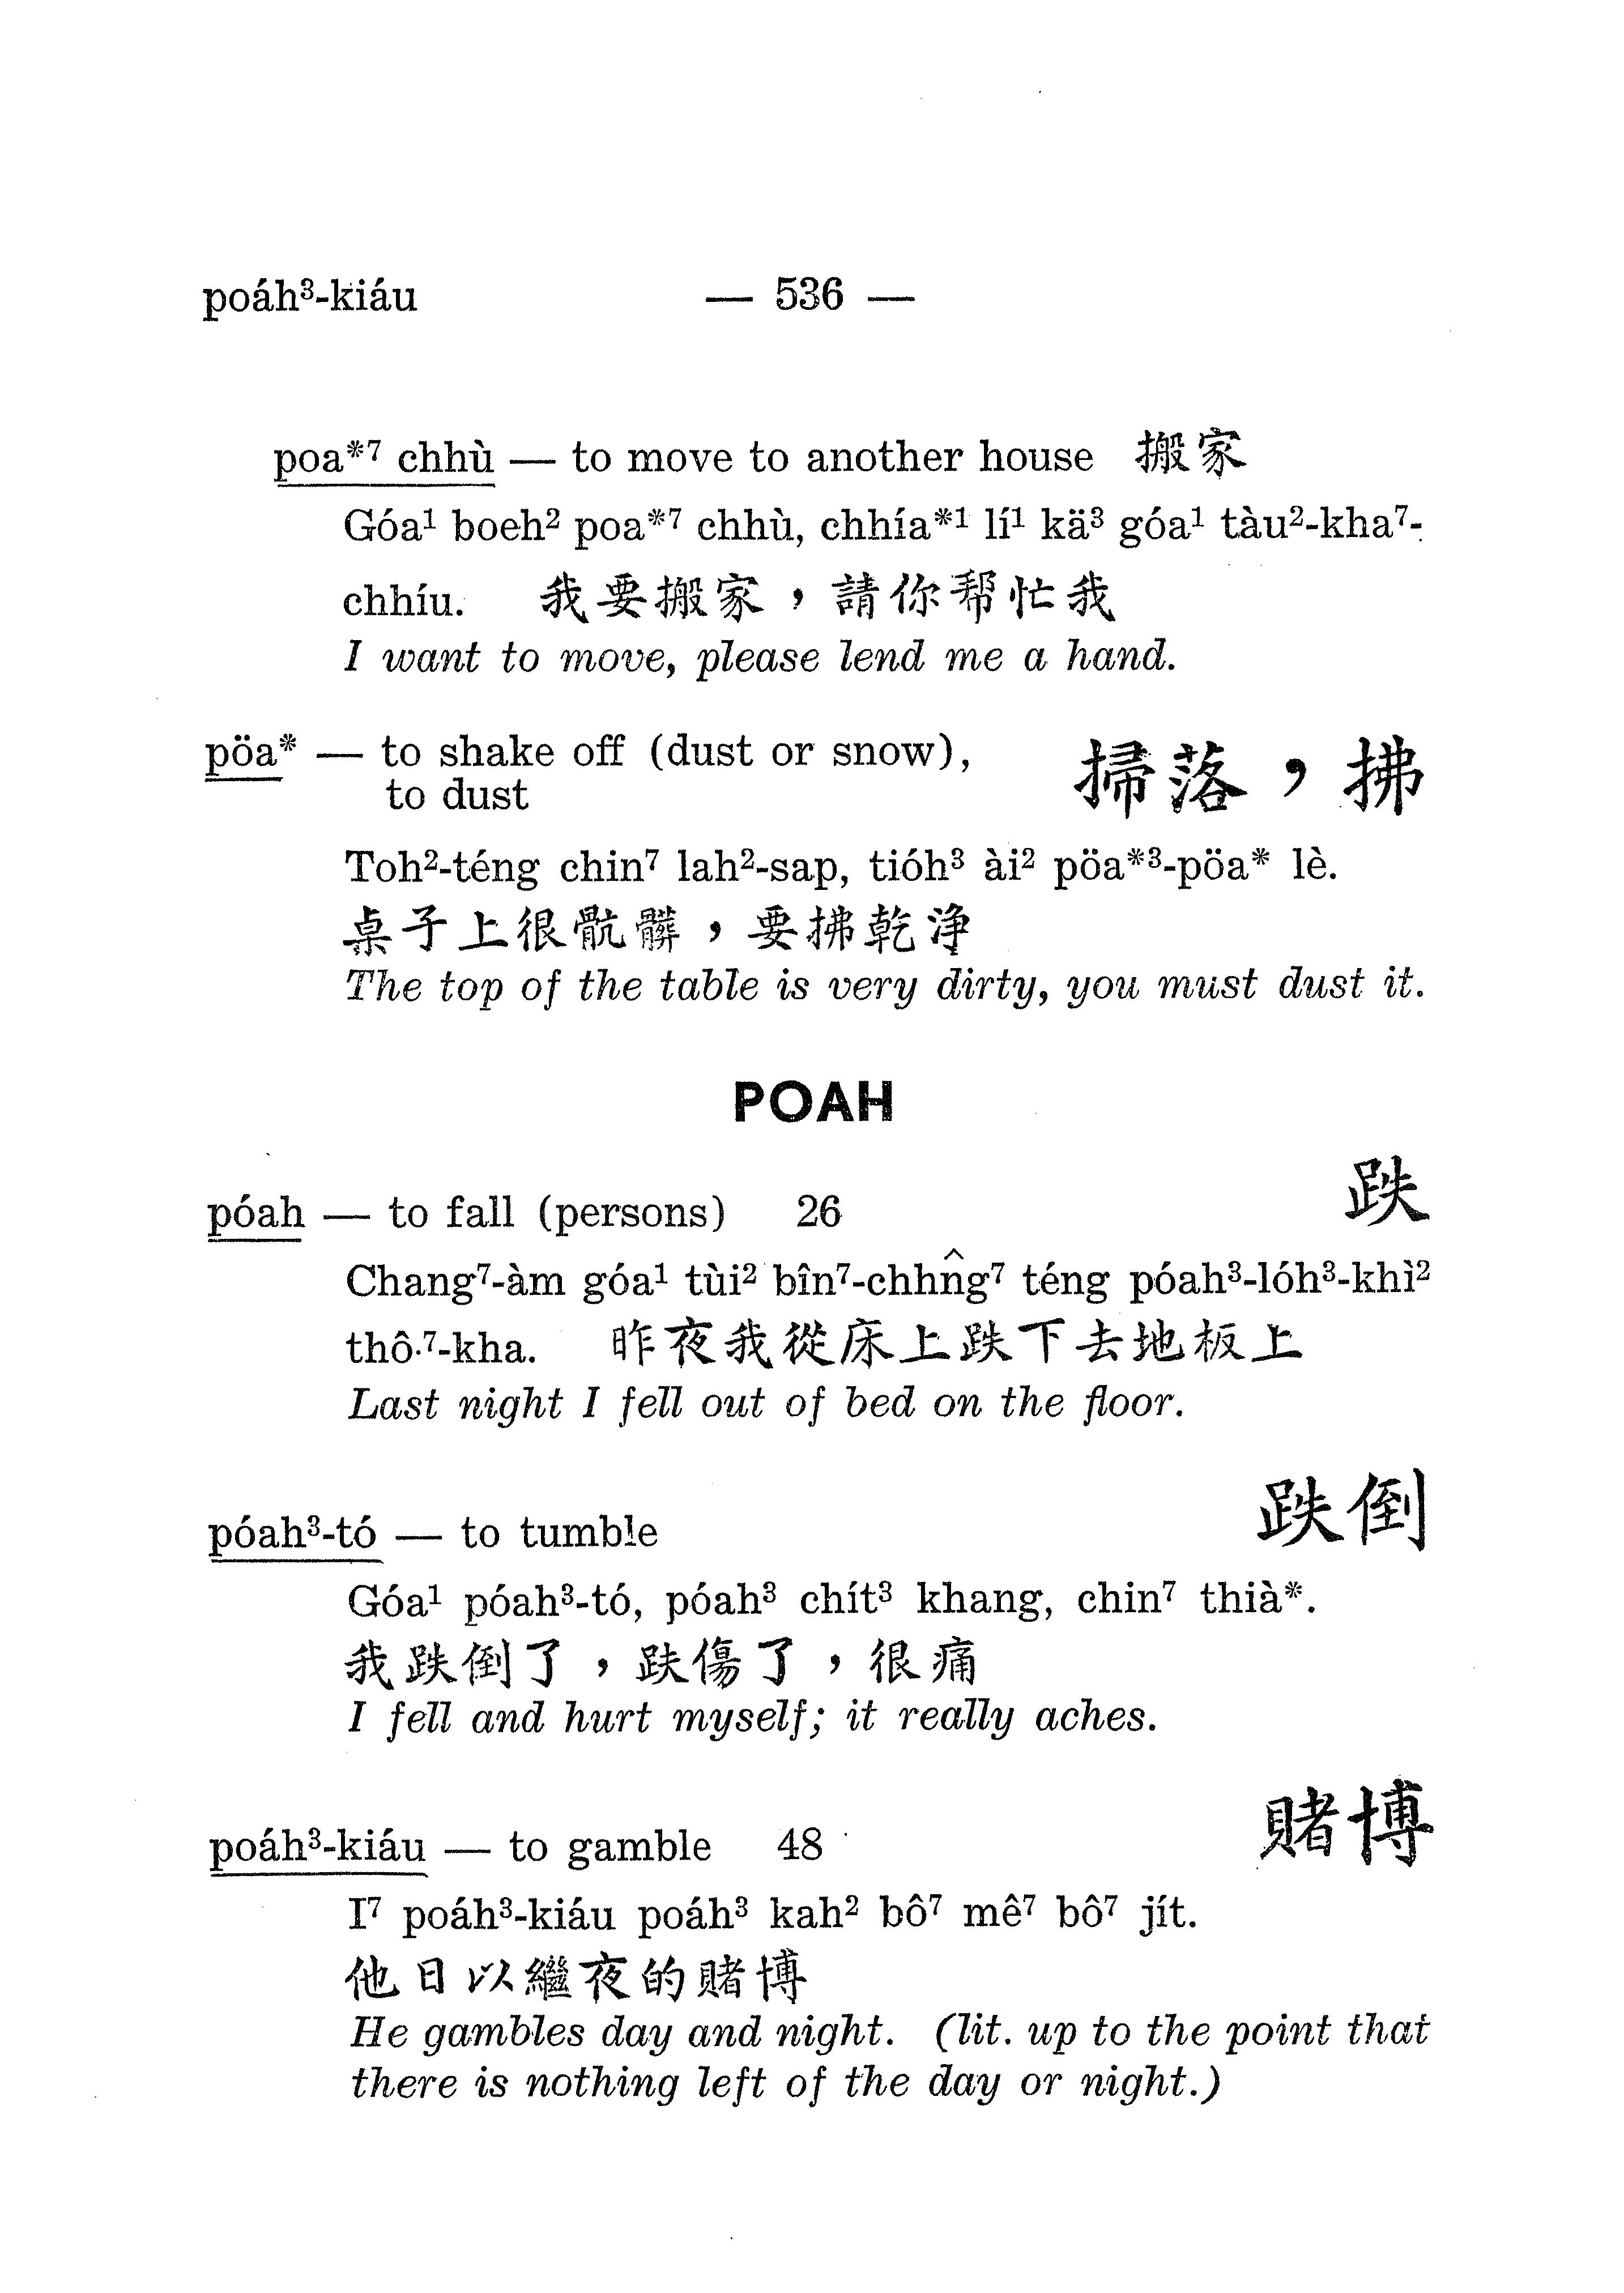 poáh³-kiáu — 536 —
poa*⁷ chhù — to move to another house 搬家
Góa¹ boeh² poa*⁷ chhù, chhía*¹ lí¹ kä³ góa¹ tàu²-kha⁷-
chhíu. 我要搬家，請你帮忙我
I want to move, please lend me a hand.
pöa* — to shake off (dust or snow), 掃落，拂
to dust
Toh²-téng chin⁷ lah²-sap, tióh³ ài² pöa*³-pöa* lè.
桌子上很骯髒，要拂乾淨
The top of the table is very dirty, you must dust it.
POAH
póah — to fall (persons) 26 跌
Chang⁷-àm góa¹ tùi² bîn⁷-chhn̂g⁷ téng póah³-lóh³-khì²
thô·⁷-kha. 昨夜我從床上跌下去地板上
Last night I fell out of bed on the floor.
póah³-tó — to tumble 跌倒
Góa¹ póah³-tó, póah³ chít³ khang, chin⁷ thià*.
我跌倒了，跌傷了，很痛
I fell and hurt myself; it really aches.
poáh³-kiáu — to gamble 48 賭博
I⁷ poáh³-kiáu poáh³ kah² bô⁷ mê⁷ bô⁷ jít.
他日以繼夜的賭博
He gambles day and night. (lit. up to the point that
there is nothing left of the day or night.)